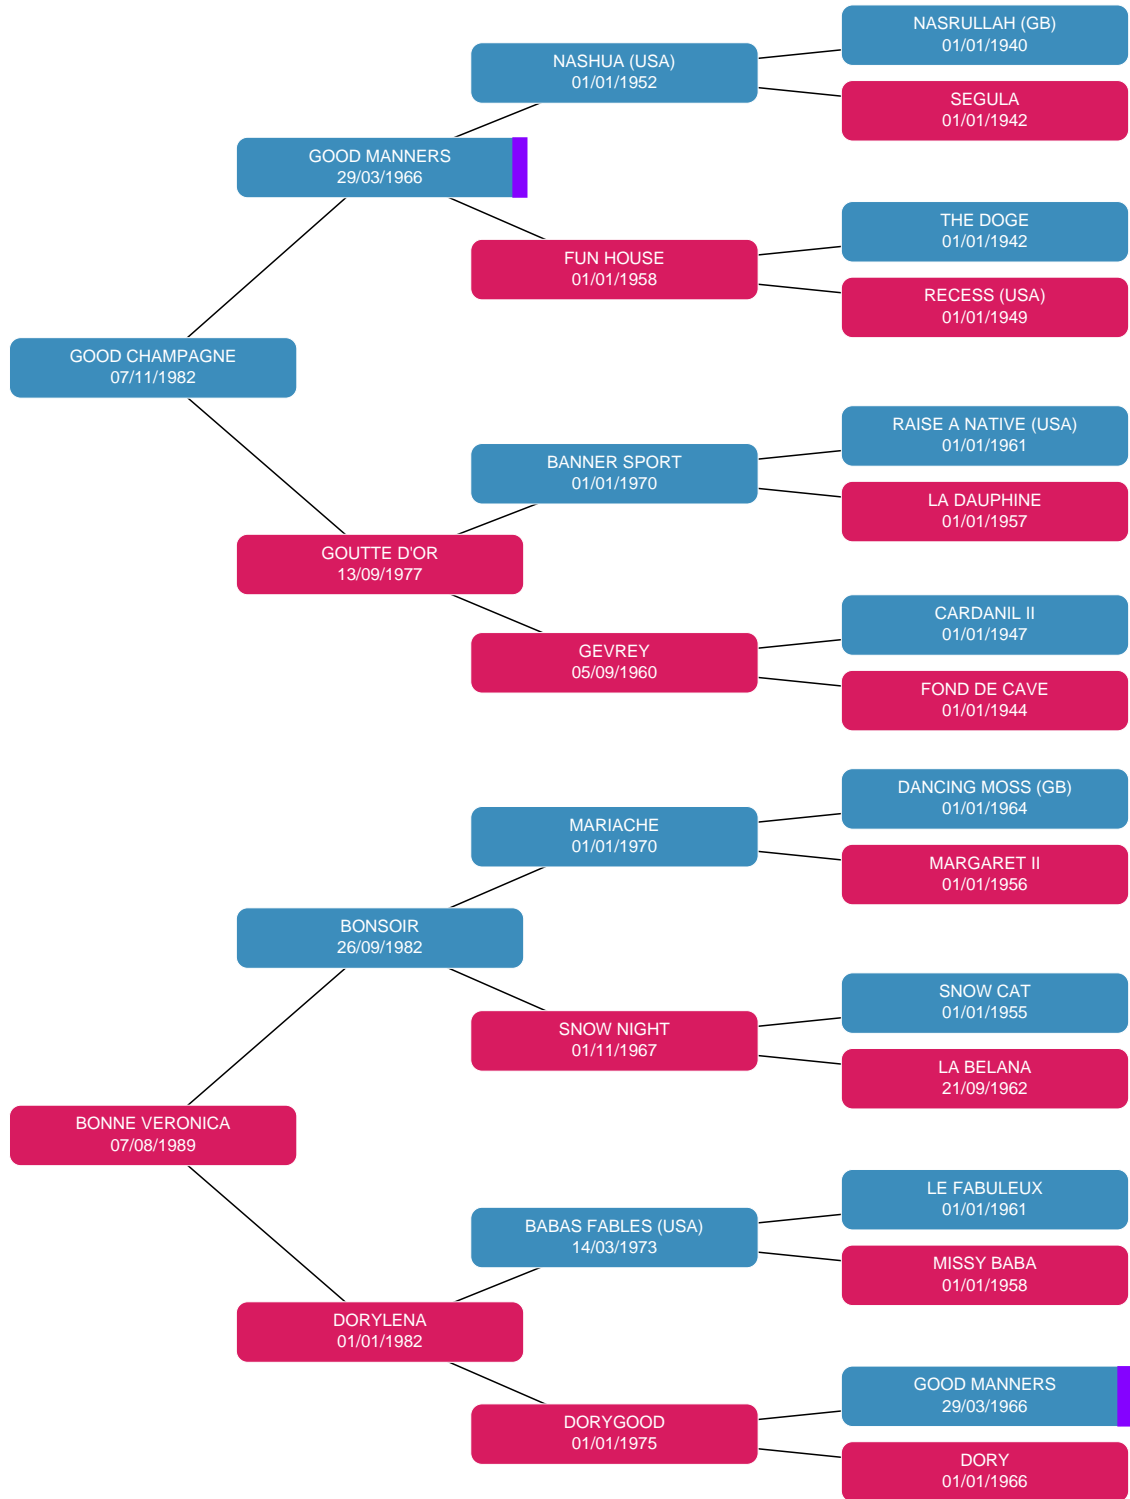 NASRULLAH (GB)
01/01/1940
NASHUA (USA)
01/01/1952
SEGULA
01/01/1942
GOOD MANNERS
29/03/1966
THE DOGE
01/01/1942
FUN HOUSE
01/01/1958
RECESS (USA)
01/01/1949
GOOD CHAMPAGNE
07/11/1982
RAISE A NATIVE (USA)
01/01/1961
BANNER SPORT
01/01/1970
LA DAUPHINE
01/01/1957
GOUTTE D'OR
13/09/1977
CARDANIL II
01/01/1947
GEVREY
05/09/1960
FOND DE CAVE
01/01/1944
DANCING MOSS (GB)
01/01/1964
MARIACHE
01/01/1970
MARGARET II
01/01/1956
BONSOIR
26/09/1982
SNOW CAT
01/01/1955
SNOW NIGHT
01/11/1967
LA BELANA
21/09/1962
BONNE VERONICA
07/08/1989
LE FABULEUX
01/01/1961
BABAS FABLES (USA)
14/03/1973
MISSY BABA
01/01/1958
DORYLENA
01/01/1982
GOOD MANNERS
29/03/1966
DORYGOOD
01/01/1975
DORY
01/01/1966